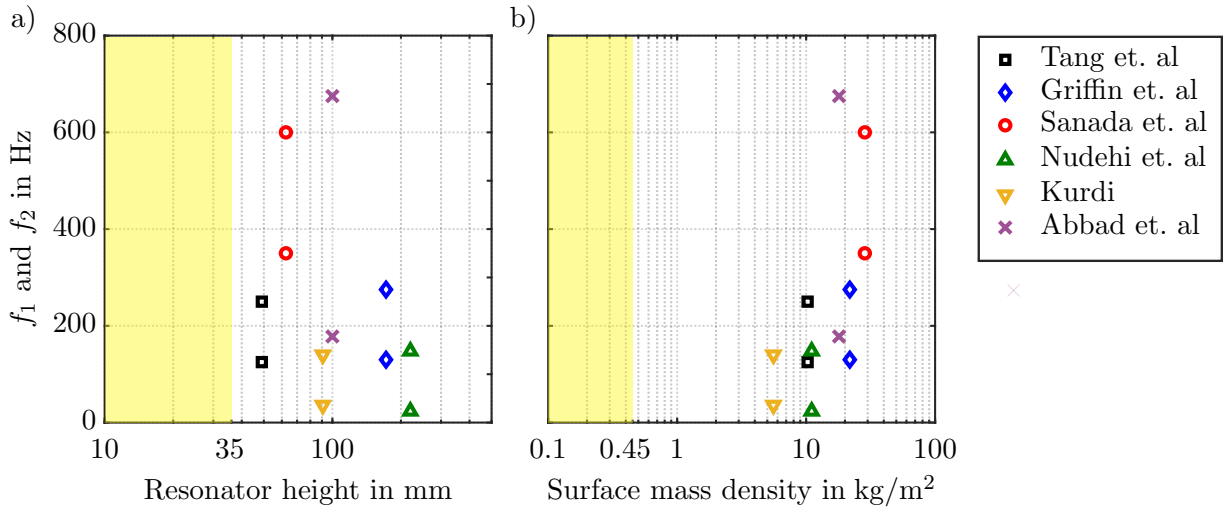 a)
b)
800
600
400
200
0
f₁ and f₂ in Hz
10
35
100
Resonator height in mm
0.1
0.45
1
10
100
Surface mass density in kg/m²
Tang et. al
Griffin et. al
Sanada et. al
Nudehi et. al
Kurdi
Abbad et. al